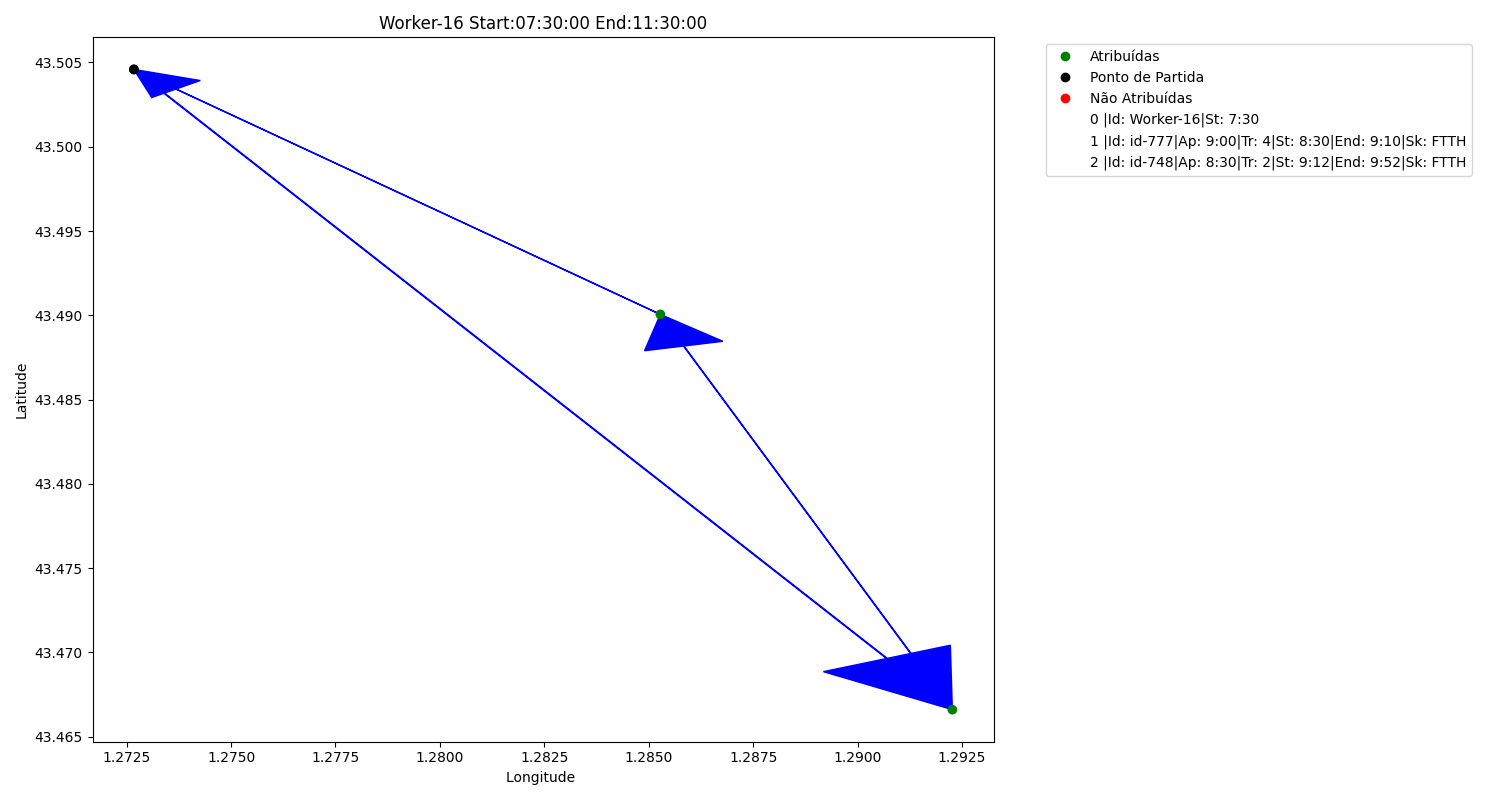 Worker-16 Start:07:30:00 End:11:30:00
43.505
43.500
43.495
43.490
43.485
43.480
43.475
43.470
43.465
Latitude
1.2725 1.2750 1.2775 1.2800 1.2825 1.2850 1.2875 1.2900 1.2925
Longitude
Atribuídas
Ponto de Partida
Não Atribuídas
0 |Id: Worker-16|St: 7:30
1 |Id: id-777|Ap: 9:00|Tr: 4|St: 8:30|End: 9:10|Sk: FTTH
2 |Id: id-748|Ap: 8:30|Tr: 2|St: 9:12|End: 9:52|Sk: FTTH